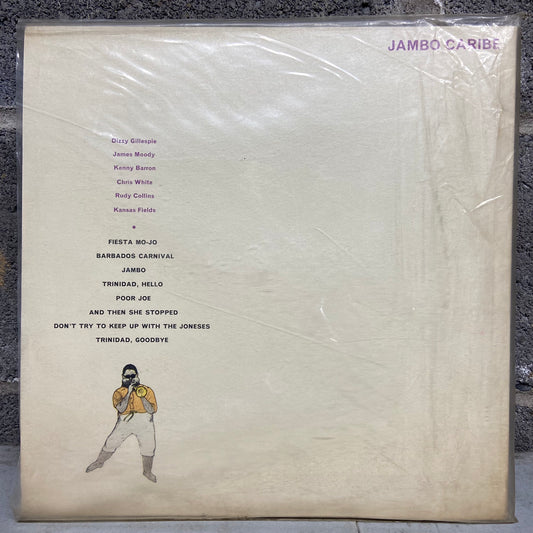 JAMBO CARIBE
Dizzy Gillespie
James Moody
Kenny Barron
Chris White
Rudy Collins
Kansas Fields
FIESTA MO-JO
BARBADOS CARNIVAL
JAMBO
TRINIDAD, HELLO
POOR JOE
AND THEN SHE STOPPED
DON'T TRY TO KEEP UP WITH THE JONESES
TRINIDAD, GOODBYE